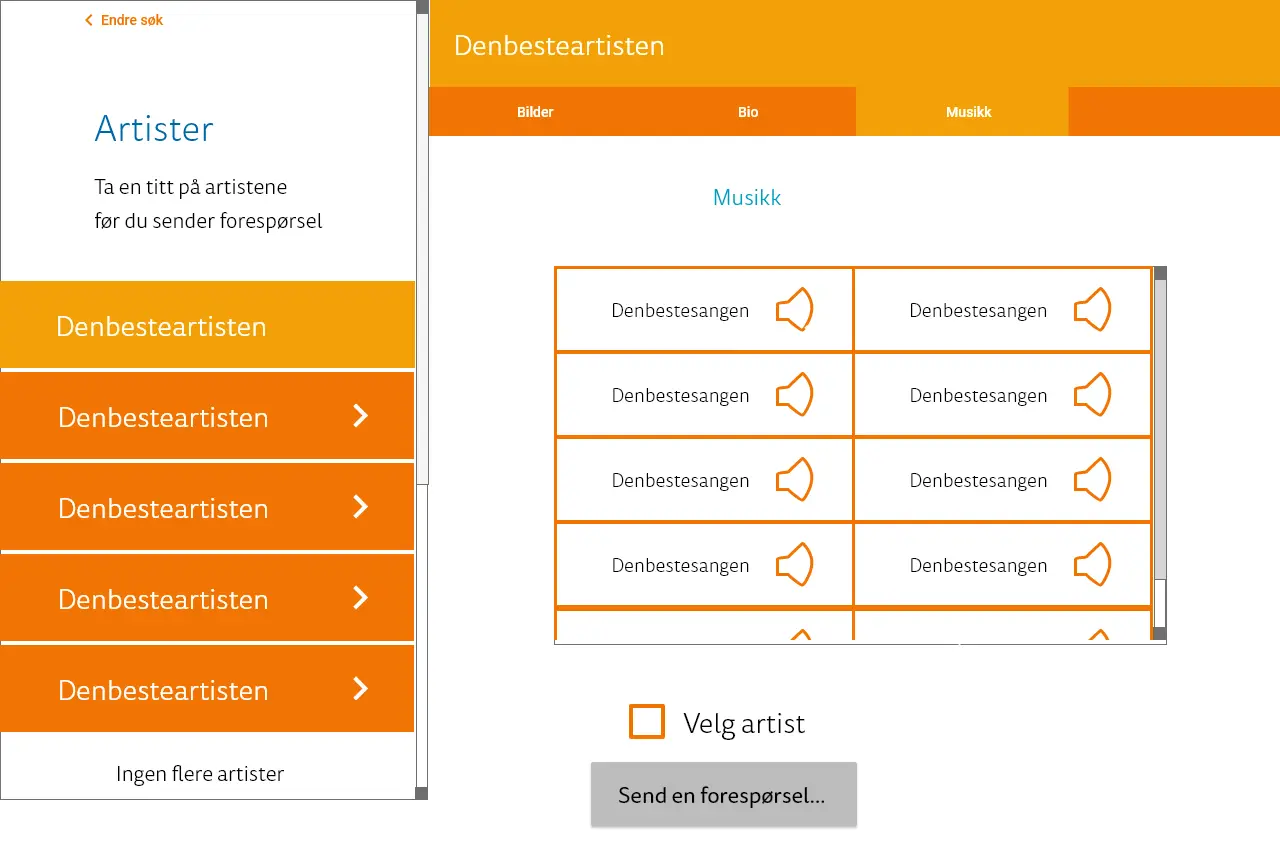 Endre søk
Artister
Ta en titt på artistene
før du sender forespørsel
Denbesteartisten
Denbesteartisten
Denbesteartisten
Denbesteartisten
Denbesteartisten
Ingen flere artister
Denbesteartisten
Bilder Bio Musikk
Musikk
Denbestesangen Denbestesangen
Denbestesangen Denbestesangen
Denbestesangen Denbestesangen
Denbestesangen Denbestesangen
Velg artist
Send en forespørsel...